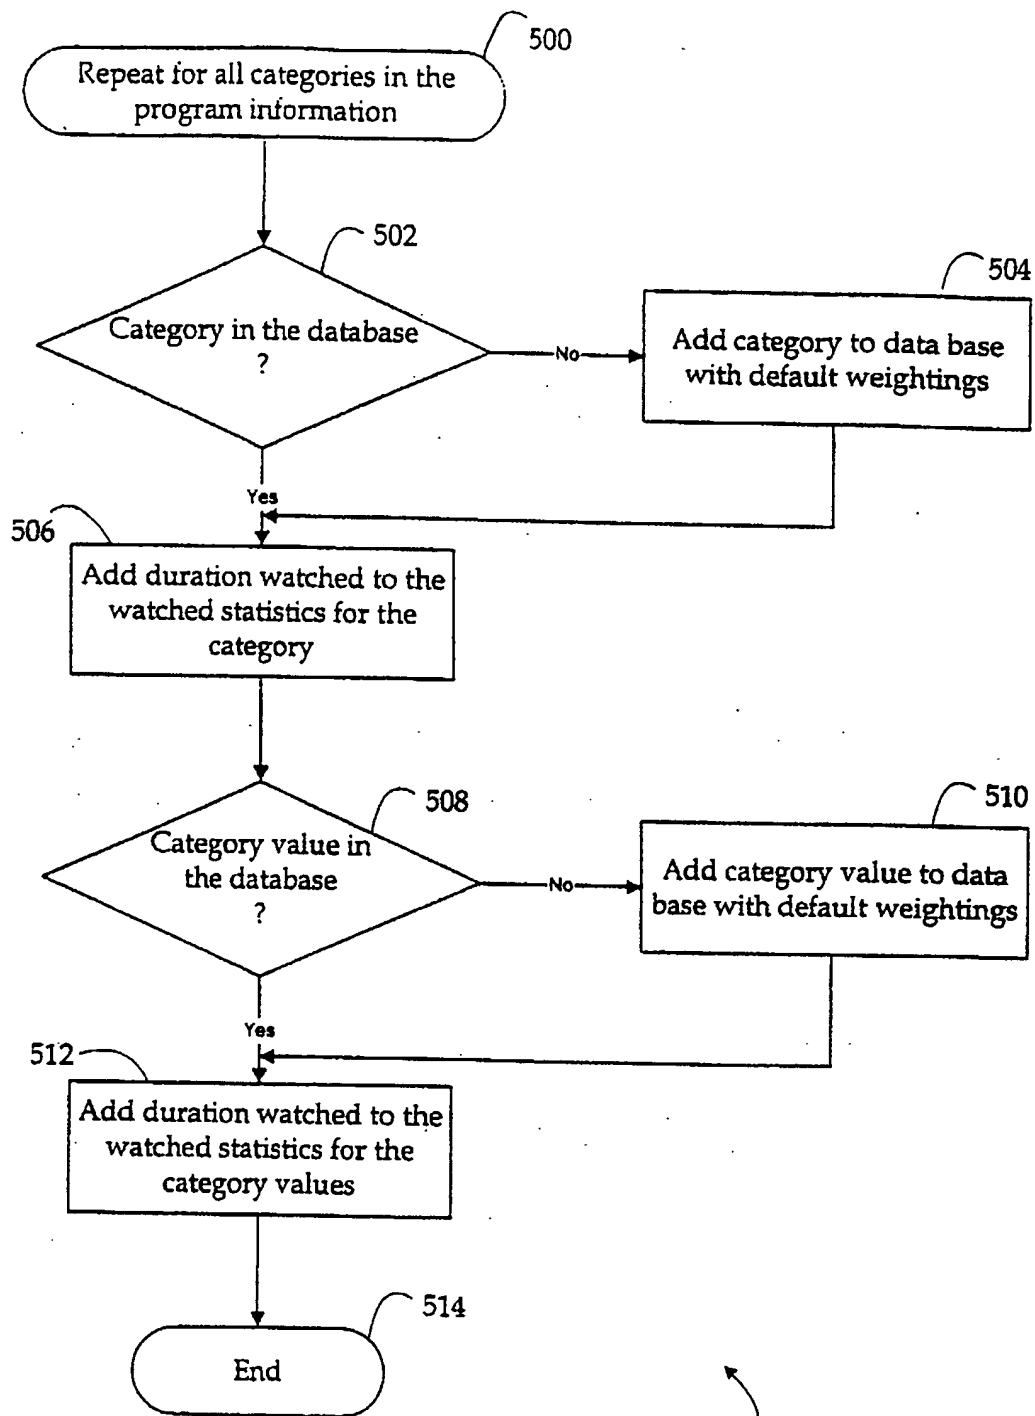 500
Repeat for all categories in the
program information
502
Category in the database
?
No
504
Add category to data base
with default weightings
Yes
506
Add duration watched to the
watched statistics for the
category
508
Category value in
the database
?
No
510
Add category value to data
base with default weightings
Yes
512
Add duration watched to the
watched statistics for the
category values
514
End